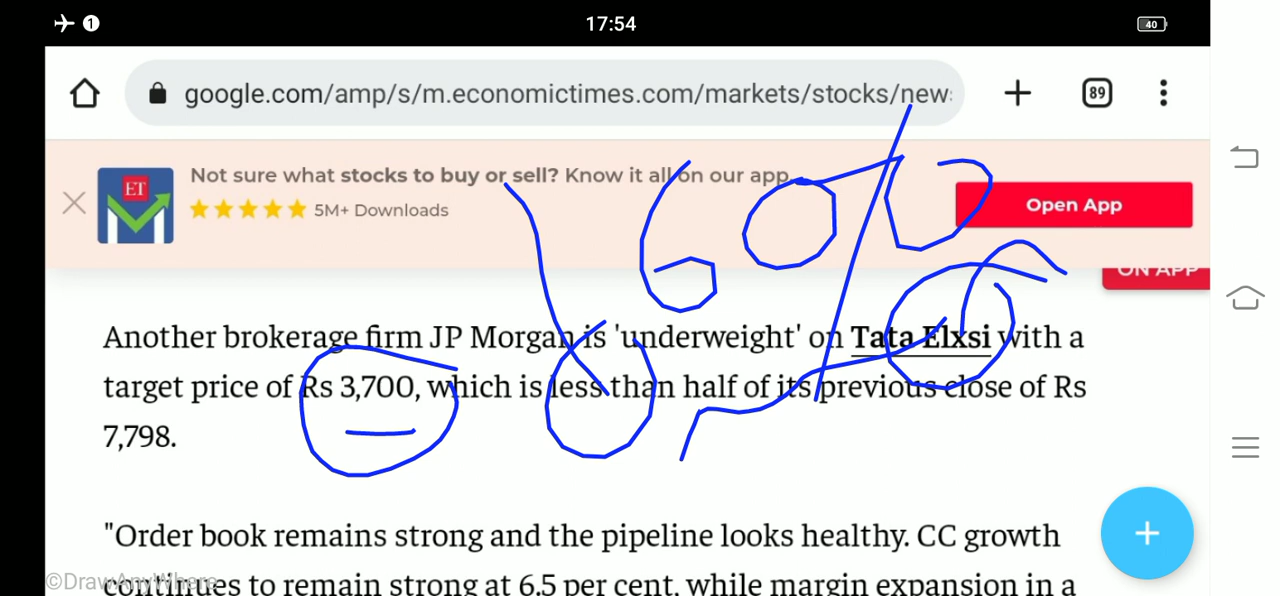 1 17:54 40
google.com/amp/s/m.economictimes.com/markets/stocks/news 89
Not sure what stocks to buy or sell? Know it all on our app.
ET 5M+ Downloads Open App
ON APP
60%
Another brokerage firm JP Morgan is 'underweight' on Tata Elxsi with a
target price of Rs 3,700, which is less than half of its previous close of Rs
7,798.
"Order book remains strong and the pipeline looks healthy. CC growth
continues to remain strong at 6.5 per cent, while margin expansion in a
©DrawAnyWhere